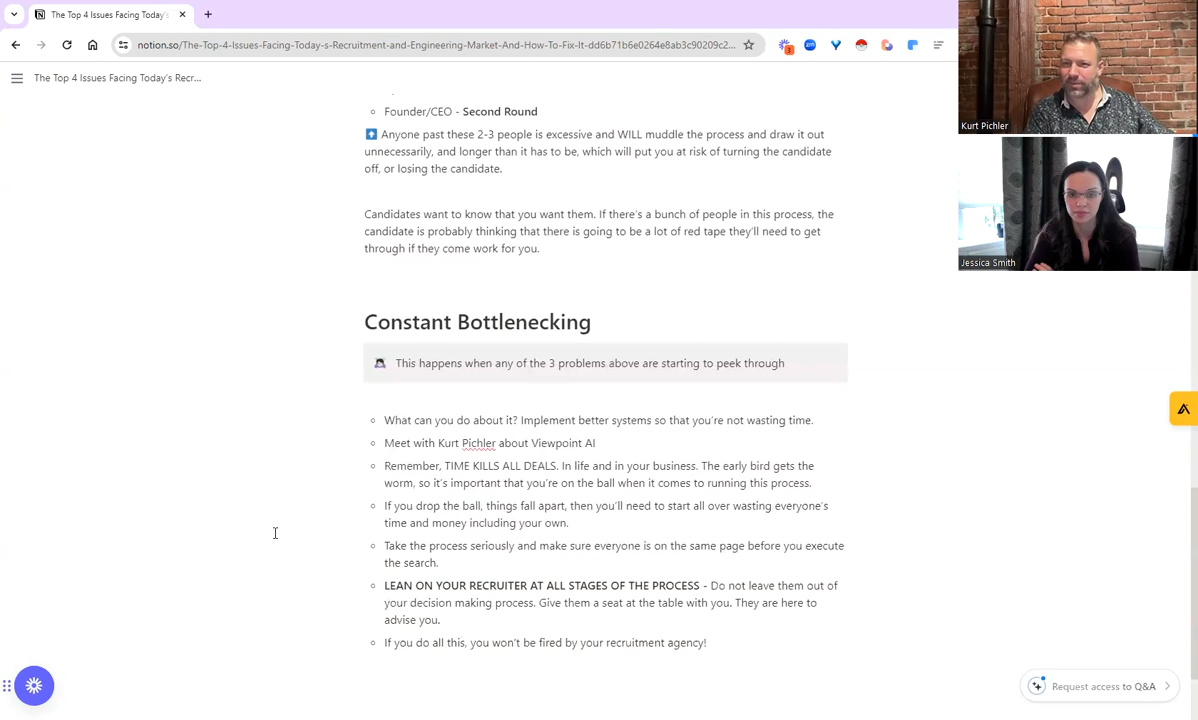 The Top 4 Issues Facing Today's
notion.so/The-Top-4-Issues-Facing-Today-s-Recruitment-and-Engineering-Market-And-How-To-Fix-It-dd6b71b6e0264e8ab3c90209c2...
3
The Top 4 Issues Facing Today's Recr...
Founder/CEO - Second Round
Anyone past these 2-3 people is excessive and WILL muddle the process and draw it out
unnecessarily, and longer than it has to be, which will put you at risk of turning the candidate
off, or losing the candidate.
Candidates want to know that you want them. If there's a bunch of people in this process, the
candidate is probably thinking that there is going to be a lot of red tape they'll need to get
through if they come work for you.
Constant Bottlenecking
This happens when any of the 3 problems above are starting to peek through
What can you do about it? Implement better systems so that you're not wasting time.
Meet with Kurt Pichler about Viewpoint AI
Remember, TIME KILLS ALL DEALS. In life and in your business. The early bird gets the
worm, so it's important that you're on the ball when it comes to running this process.
If you drop the ball, things fall apart, then you'll need to start all over wasting everyone's
time and money including your own.
Take the process seriously and make sure everyone is on the same page before you execute
the search.
LEAN ON YOUR RECRUITER AT ALL STAGES OF THE PROCESS - Do not leave them out of
your decision making process. Give them a seat at the table with you. They are here to
advise you.
If you do all this, you won't be fired by your recruitment agency!
Kurt Pichler
Jessica Smith
Request access to Q&A